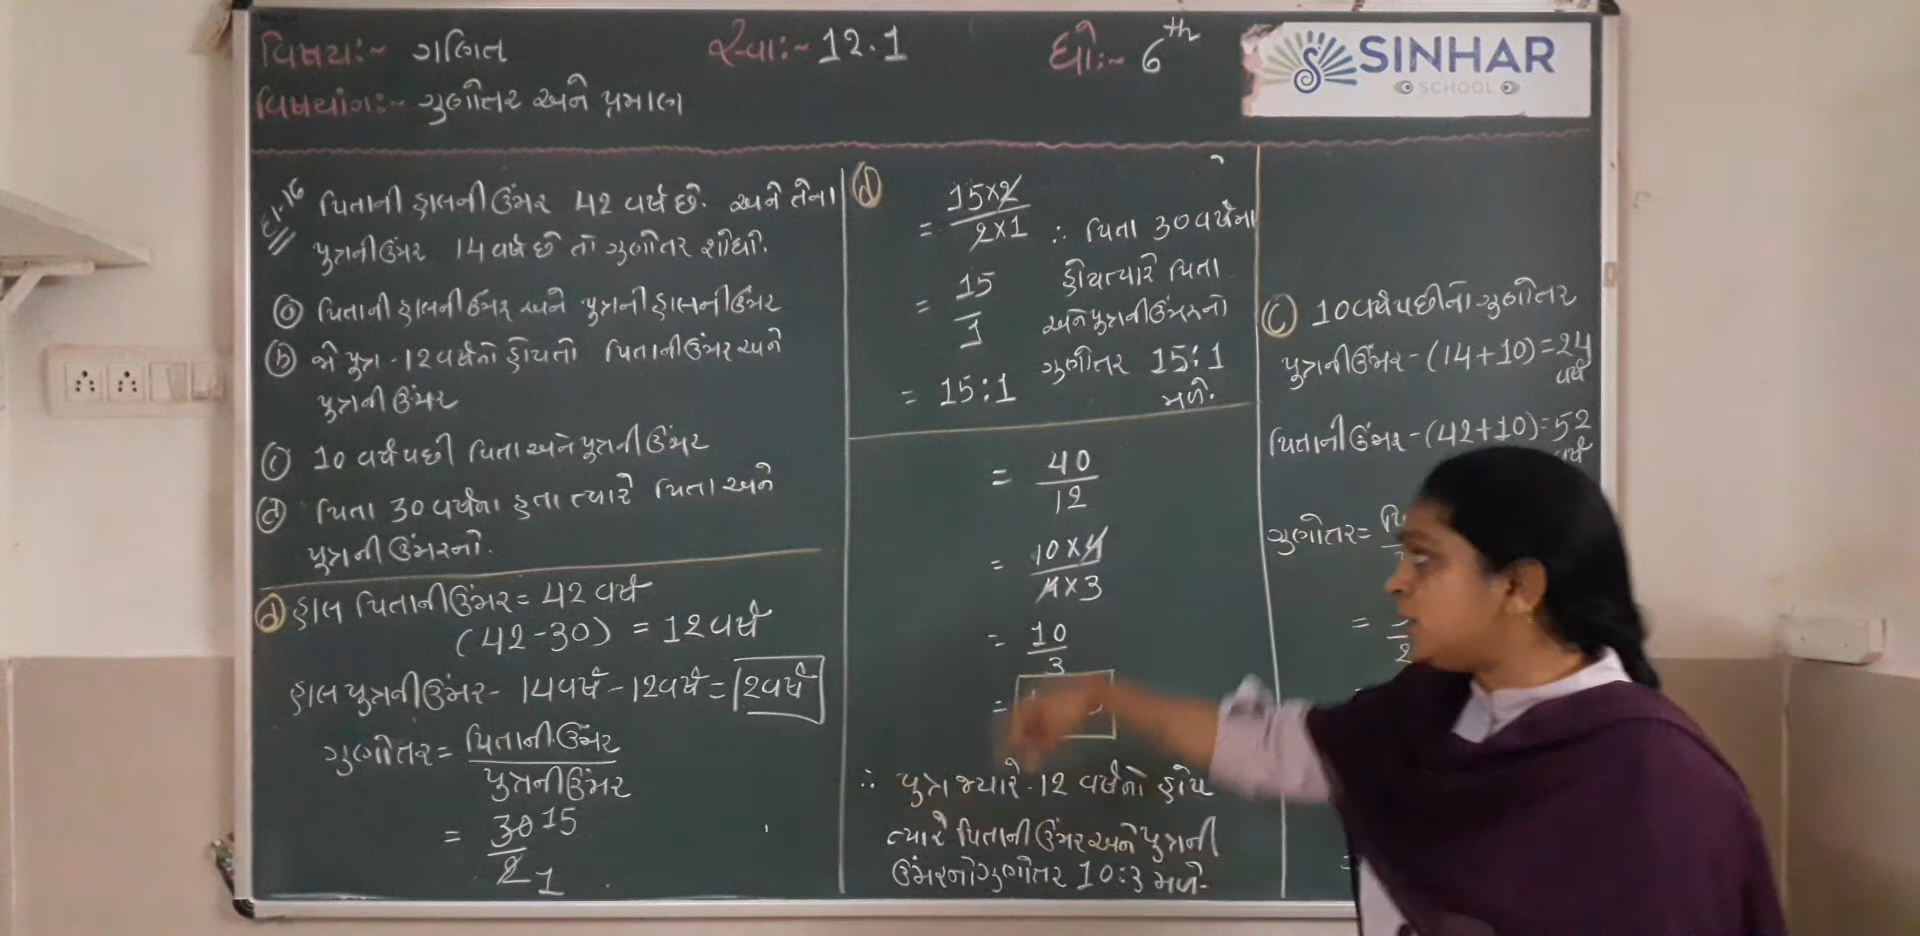 વિષય:~ ગણિત
સ્વા:~ 12.1
ધો:~ 6th
SINHAR
SCHOOL
વિષયાંગ:~ ગુણોતર અને પ્રમાણ
દા.16 પિતાની હાલની ઉંમર 42 વર્ષ છે. અને તેના
પુત્રની ઉંમર 14 વર્ષ છે તો ગુણોતર શોધો.
ⓐ પિતાની હાલની ઉંમર અને પુત્રની હાલની ઉંમર
ⓑ જો પુત્ર -12 વર્ષનો હોય તો પિતાની ઉંમર અને
પુત્રની ઉંમર
ⓒ 10 વર્ષ પછી પિતા અને પુત્રની ઉંમર
ⓓ પિતા 30 વર્ષના હતા ત્યારે પિતા અને
પુત્રની ઉંમરનો.
ⓓ હાલ પિતાની ઉંમર = 42 વર્ષ
(42-30) = 12 વર્ષ
હાલ પુત્રની ઉંમર - 14 વર્ષ - 12 વર્ષ = 2 વર્ષ
ગુણોતર = પિતાની ઉંમર
પુત્રની ઉંમર
= 30 15
2 1
ⓓ
= 15×2
2×1
= 15
1
= 15:1
∴ પિતા 30 વર્ષના
હોય ત્યારે પિતા
અને પુત્રની ઉંમરનો
ગુણોતર 15:1
મળે.
= 40
12
= 10×4
4×3
= 10
3
=
∴ પુત્ર જ્યારે 12 વર્ષનો હોય
ત્યારે પિતાની ઉંમર અને પુત્રની
ઉંમરનો ગુણોતર 10:3 મળે.
ⓒ 10 વર્ષ પછીનો ગુણોતર
પુત્રની ઉંમર - (14+10) = 24
વર્ષ
પિતાની ઉંમર - (42+10) = 52
વર્ષ
ગુણોતર =
=
2